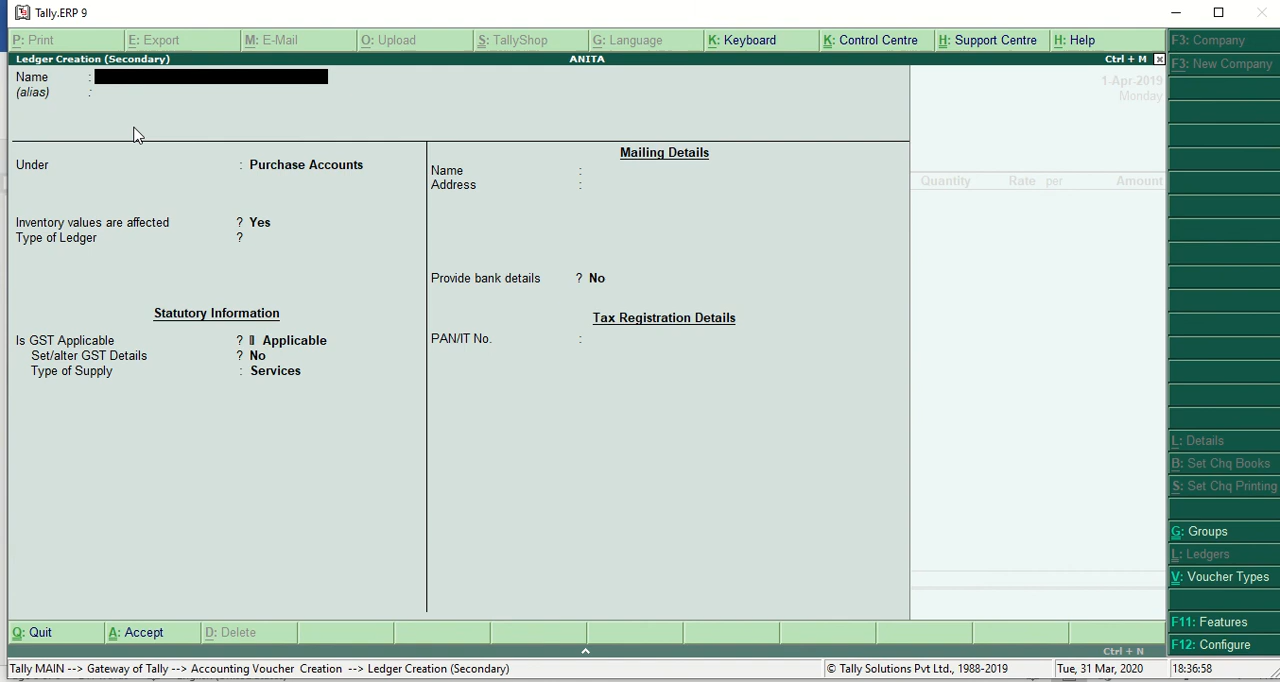 Tally.ERP 9
P: Print E: Export M: E-Mail O: Upload S: TallyShop G: Language K: Keyboard K: Control Centre H: Support Centre H: Help
F3: Company
Ledger Creation (Secondary) ANITA Ctrl + M
F3: New Company
Name :
(alias) :
1-Apr-2019
Monday
Under : Purchase Accounts
Inventory values are affected ? Yes
Type of Ledger ?
Statutory Information
Is GST Applicable ? Applicable
Set/alter GST Details ? No
Type of Supply : Services
Mailing Details
Name :
Address :
Provide bank details ? No
Tax Registration Details
PAN/IT No. :
Quantity Rate per Amount
L: Details
B: Set Chq Books
S: Set Chq Printing
G: Groups
L: Ledgers
V: Voucher Types
F11: Features
F12: Configure
Q: Quit A: Accept D: Delete
Ctrl + N
Tally MAIN --> Gateway of Tally --> Accounting Voucher Creation --> Ledger Creation (Secondary) © Tally Solutions Pvt Ltd., 1988-2019 Tue, 31 Mar, 2020 18:36:58